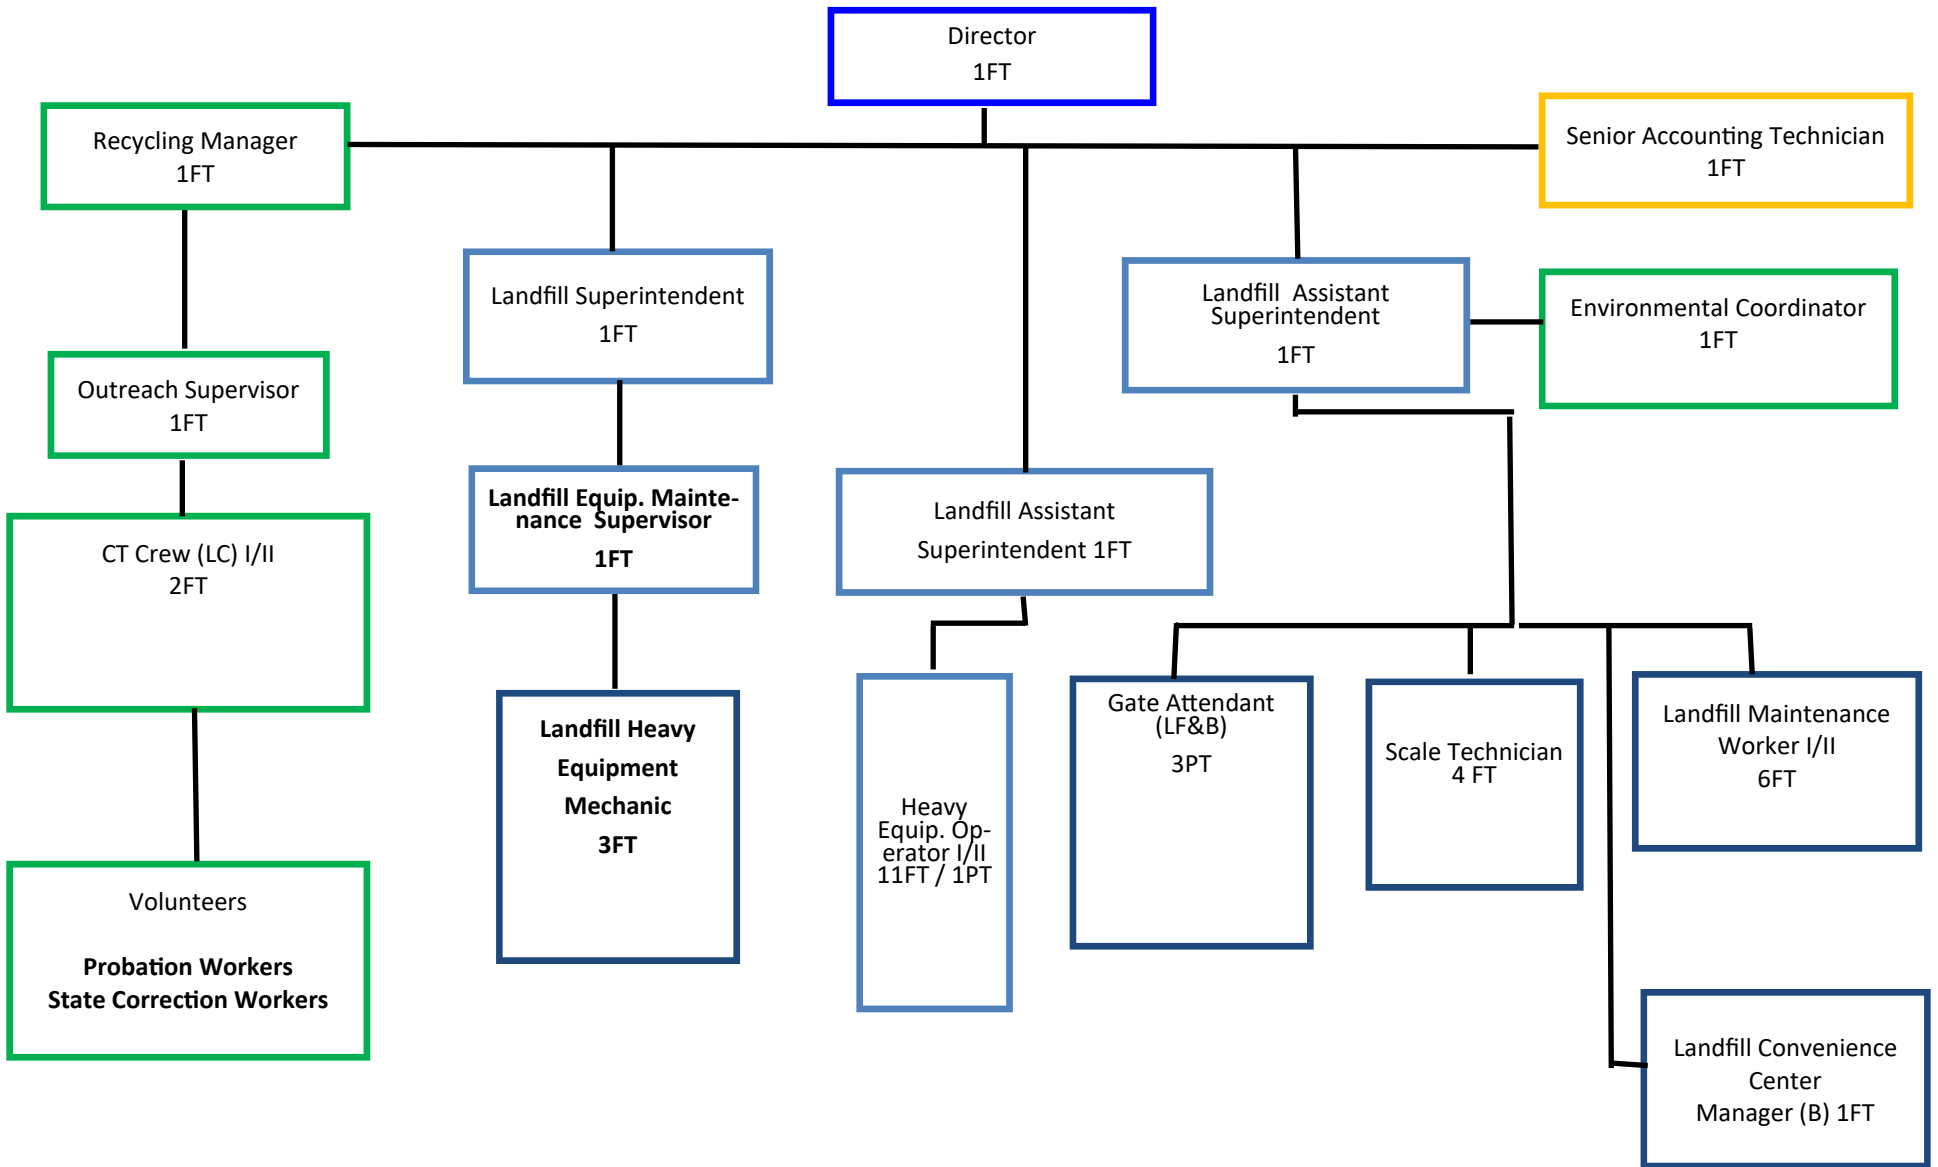 Director
1FT
Recycling Manager
1FT
Senior Accounting Technician
1FT
Landfill Superintendent
1FT
Landfill  Assistant
Superintendent
1FT
Environmental Coordinator
1FT
Outreach Supervisor
1FT
Landfill Equip. Mainte-
nance  Supervisor
1FT
Landfill Assistant
Superintendent 1FT
CT Crew (LC) I/II
2FT
Landfill Heavy
Equipment
Mechanic
3FT
Heavy
Equip. Op-
erator I/II
11FT / 1PT
Gate Attendant
(LF&B)
3PT
Scale Technician
4 FT
Landfill Maintenance
Worker I/II
6FT
Volunteers
Probation Workers
State Correction Workers
Landfill Convenience
Center
Manager (B) 1FT